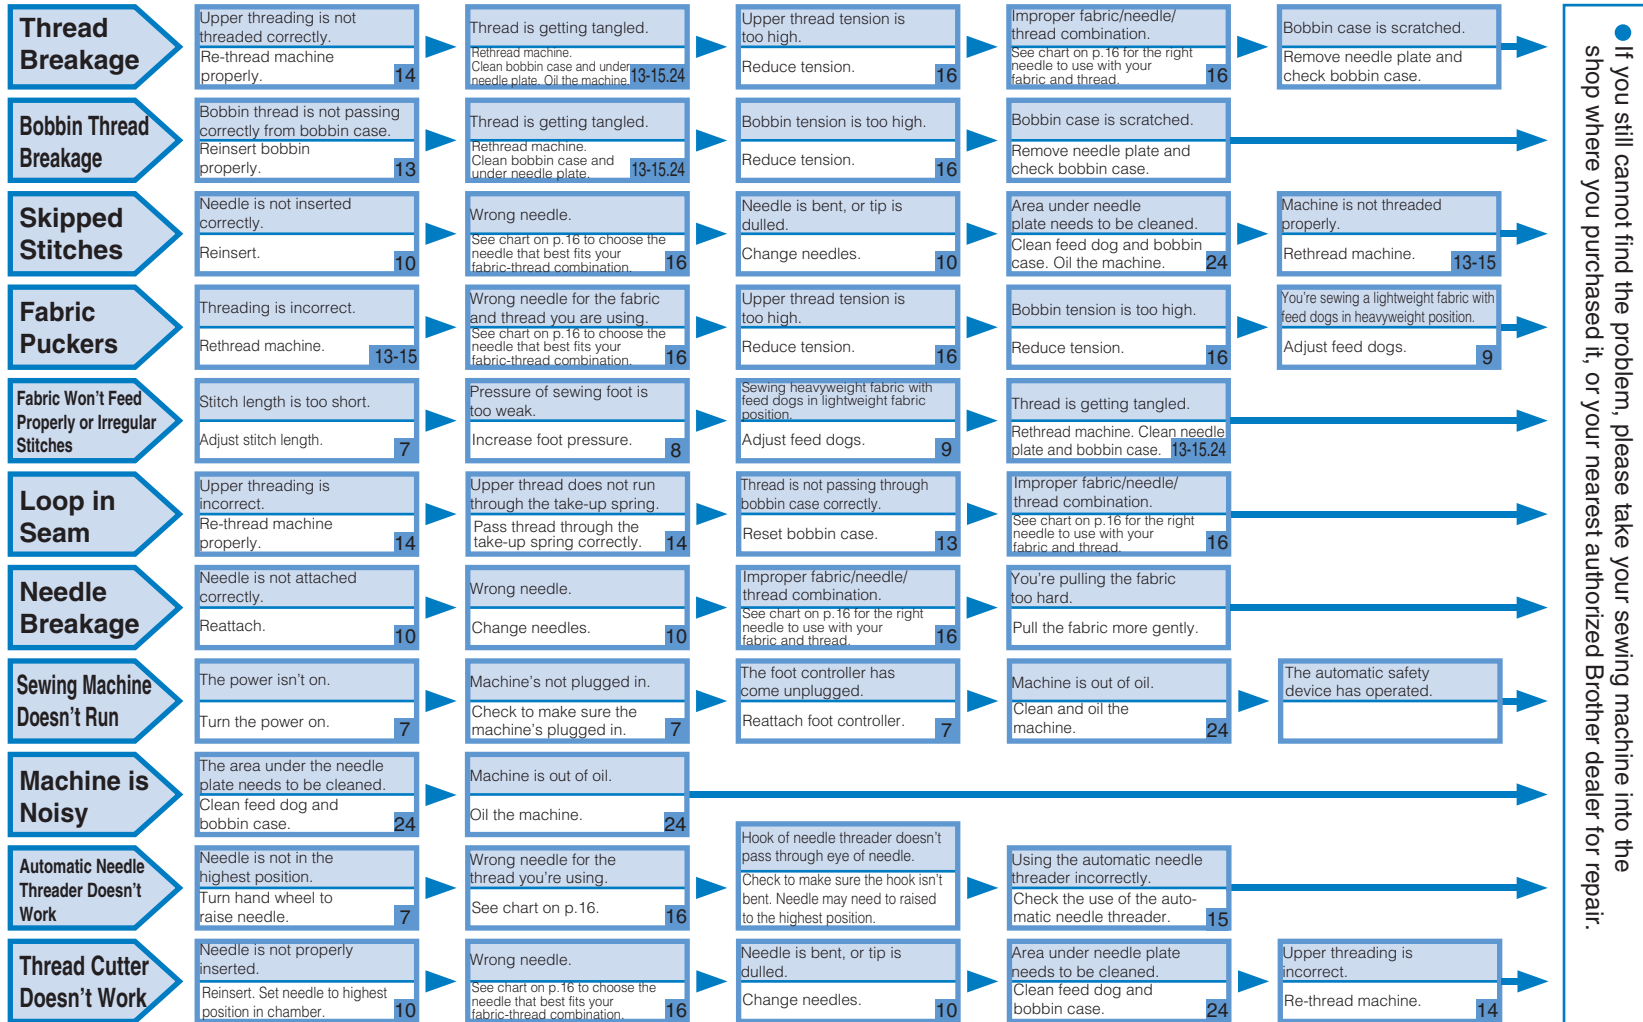 Thread
Breakage
Upper threading is not
threaded correctly.
Re-thread machine
properly.
14
Thread is getting tangled.
Rethread machine.
Clean bobbin case and under
needle plate. Oil the machine.
13-15.24
Upper thread tension is
too high.
Reduce tension.
16
Improper fabric/needle/
thread combination.
See chart on p.16 for the right
needle to use with your
fabric and thread.
16
Bobbin case is scratched.
Remove needle plate and
check bobbin case.
Bobbin Thread
Breakage
Bobbin thread is not passing
correctly from bobbin case.
Reinsert bobbin
properly.
13
Thread is getting tangled.
Rethread machine.
Clean bobbin case and
under needle plate.
13-15.24
Bobbin tension is too high.
Reduce tension.
16
Bobbin case is scratched.
Remove needle plate and
check bobbin case.
Skipped
Stitches
Needle is not inserted
correctly.
Reinsert.
10
Wrong needle.
See chart on p.16 to choose the
needle that best fits your
fabric-thread combination.
16
Needle is bent, or tip is
dulled.
Change needles.
10
Area under needle
plate needs to be cleaned.
Clean feed dog and bobbin
case. Oil the machine.
24
Machine is not threaded
properly.
Rethread machine.
13-15
Fabric
Puckers
Threading is incorrect.
Rethread machine.
13-15
Wrong needle for the fabric
and thread you are using.
See chart on p.16 to choose the
needle that best fits your
fabric-thread combination.
16
Upper thread tension is
too high.
Reduce tension.
16
Bobbin tension is too high.
Reduce tension.
16
You're sewing a lightweight fabric with
feed dogs in heavyweight position.
Adjust feed dogs.
9
Fabric Won't Feed
Properly or Irregular
Stitches
Stitch length is too short.
Adjust stitch length.
7
Pressure of sewing foot is
too weak.
Increase foot pressure.
8
Sewing heavyweight fabric with
feed dogs in lightweight fabric
position.
Adjust feed dogs.
9
Thread is getting tangled.
Rethread machine. Clean needle
plate and bobbin case.
13-15.24
Loop in
Seam
Upper threading is
incorrect.
Re-thread machine
properly.
14
Upper thread does not run
through the take-up spring.
Pass thread through the
take-up spring correctly.
14
Thread is not passing through
bobbin case correctly.
Reset bobbin case.
13
Improper fabric/needle/
thread combination.
See chart on p.16 for the right
needle to use with your
fabric and thread.
16
Needle
Breakage
Needle is not attached
correctly.
Reattach.
10
Wrong needle.
Change needles.
10
Improper fabric/needle/
thread combination.
See chart on p.16 for the right
needle to use with your
fabric and thread.
16
You're pulling the fabric
too hard.
Pull the fabric more gently.
Sewing Machine
Doesn't Run
The power isn't on.
Turn the power on.
7
Machine's not plugged in.
Check to make sure the
machine's plugged in.
7
The foot controller has
come unplugged.
Reattach foot controller.
7
Machine is out of oil.
Clean and oil the
machine.
24
The automatic safety
device has operated.
Machine is
Noisy
The area under the needle
plate needs to be cleaned.
Clean feed dog and
bobbin case.
24
Machine is out of oil.
Oil the machine.
24
Automatic Needle
Threader Doesn't
Work
Needle is not in the
highest position.
Turn hand wheel to
raise needle.
7
Wrong needle for the
thread you're using.
See chart on p.16.
16
Hook of needle threader doesn't
pass through eye of needle.
Check to make sure the hook isn't
bent. Needle may need to raised
to the highest position.
Using the automatic needle
threader incorrectly.
Check the use of the auto-
matic needle threader.
15
Thread Cutter
Doesn't Work
Needle is not properly
inserted.
Reinsert. Set needle to highest
position in chamber.
10
Wrong needle.
See chart on p.16 to choose the
needle that best fits your
fabric-thread combination.
16
Needle is bent, or tip is
dulled.
Change needles.
10
Area under needle plate
needs to be cleaned.
Clean feed dog and
bobbin case.
24
Upper threading is
incorrect.
Re-thread machine.
14
● If you still cannot find the problem, please take your sewing machine into the
shop where you purchased it, or your nearest authorized Brother dealer for repair.